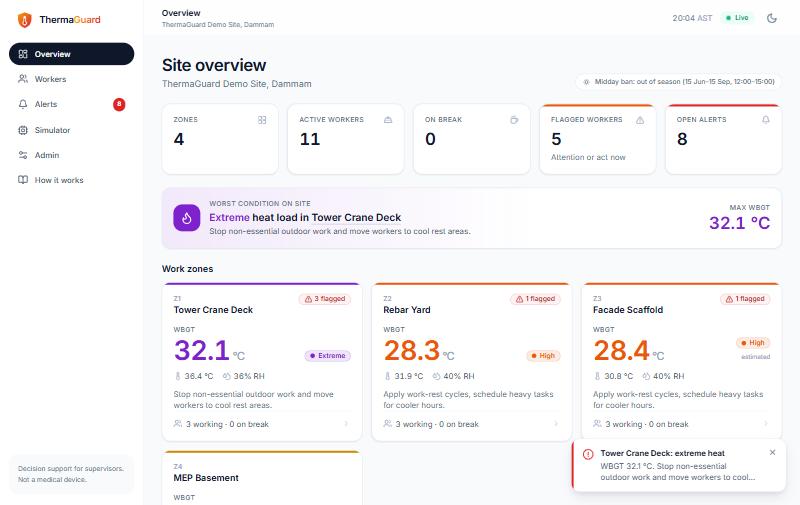 ThermaGuard
Overview
Workers
Alerts 8
Simulator
Admin
How it works
Decision support for supervisors.
Not a medical device.
Overview
ThermaGuard Demo Site, Dammam
20:04 AST
Live
Site overview
ThermaGuard Demo Site, Dammam
Midday ban: out of season (15 Jun–15 Sep, 12:00–15:00)
ZONES
4
ACTIVE WORKERS
11
ON BREAK
0
FLAGGED WORKERS
5
Attention or act now
OPEN ALERTS
8
WORST CONDITION ON SITE
Extreme heat load in Tower Crane Deck
Stop non-essential outdoor work and move workers to cool rest areas.
MAX WBGT
32.1 °C
Work zones
Z1
3 flagged
Tower Crane Deck
WBGT
32.1 °C
Extreme
36.4 °C 36% RH
Stop non-essential outdoor work and move
workers to cool rest areas.
3 working · 0 on break
Z2
1 flagged
Rebar Yard
WBGT
28.3 °C
High
31.9 °C 40% RH
Apply work-rest cycles, schedule heavy tasks
for cooler hours.
3 working · 0 on break
Z3
1 flagged
Facade Scaffold
WBGT
28.4 °C
High
estimated
30.8 °C 40% RH
Apply work-rest cycles, schedule heavy tasks
for cooler hours.
3 working · 0 on break
Z4
MEP Basement
WBGT
Tower Crane Deck: extreme heat
WBGT 32.1 °C. Stop non-essential
outdoor work and move workers to cool...